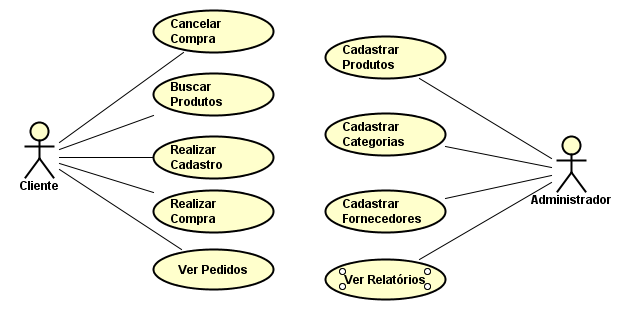 Cancelar
Compra
Buscar
Produtos
Realizar
Cadastro
Realizar
Compra
Ver Pedidos
Cliente
Cadastrar
Produtos
Cadastrar
Categorias
Cadastrar
Fornecedores
Ver Relatórios
Administrador